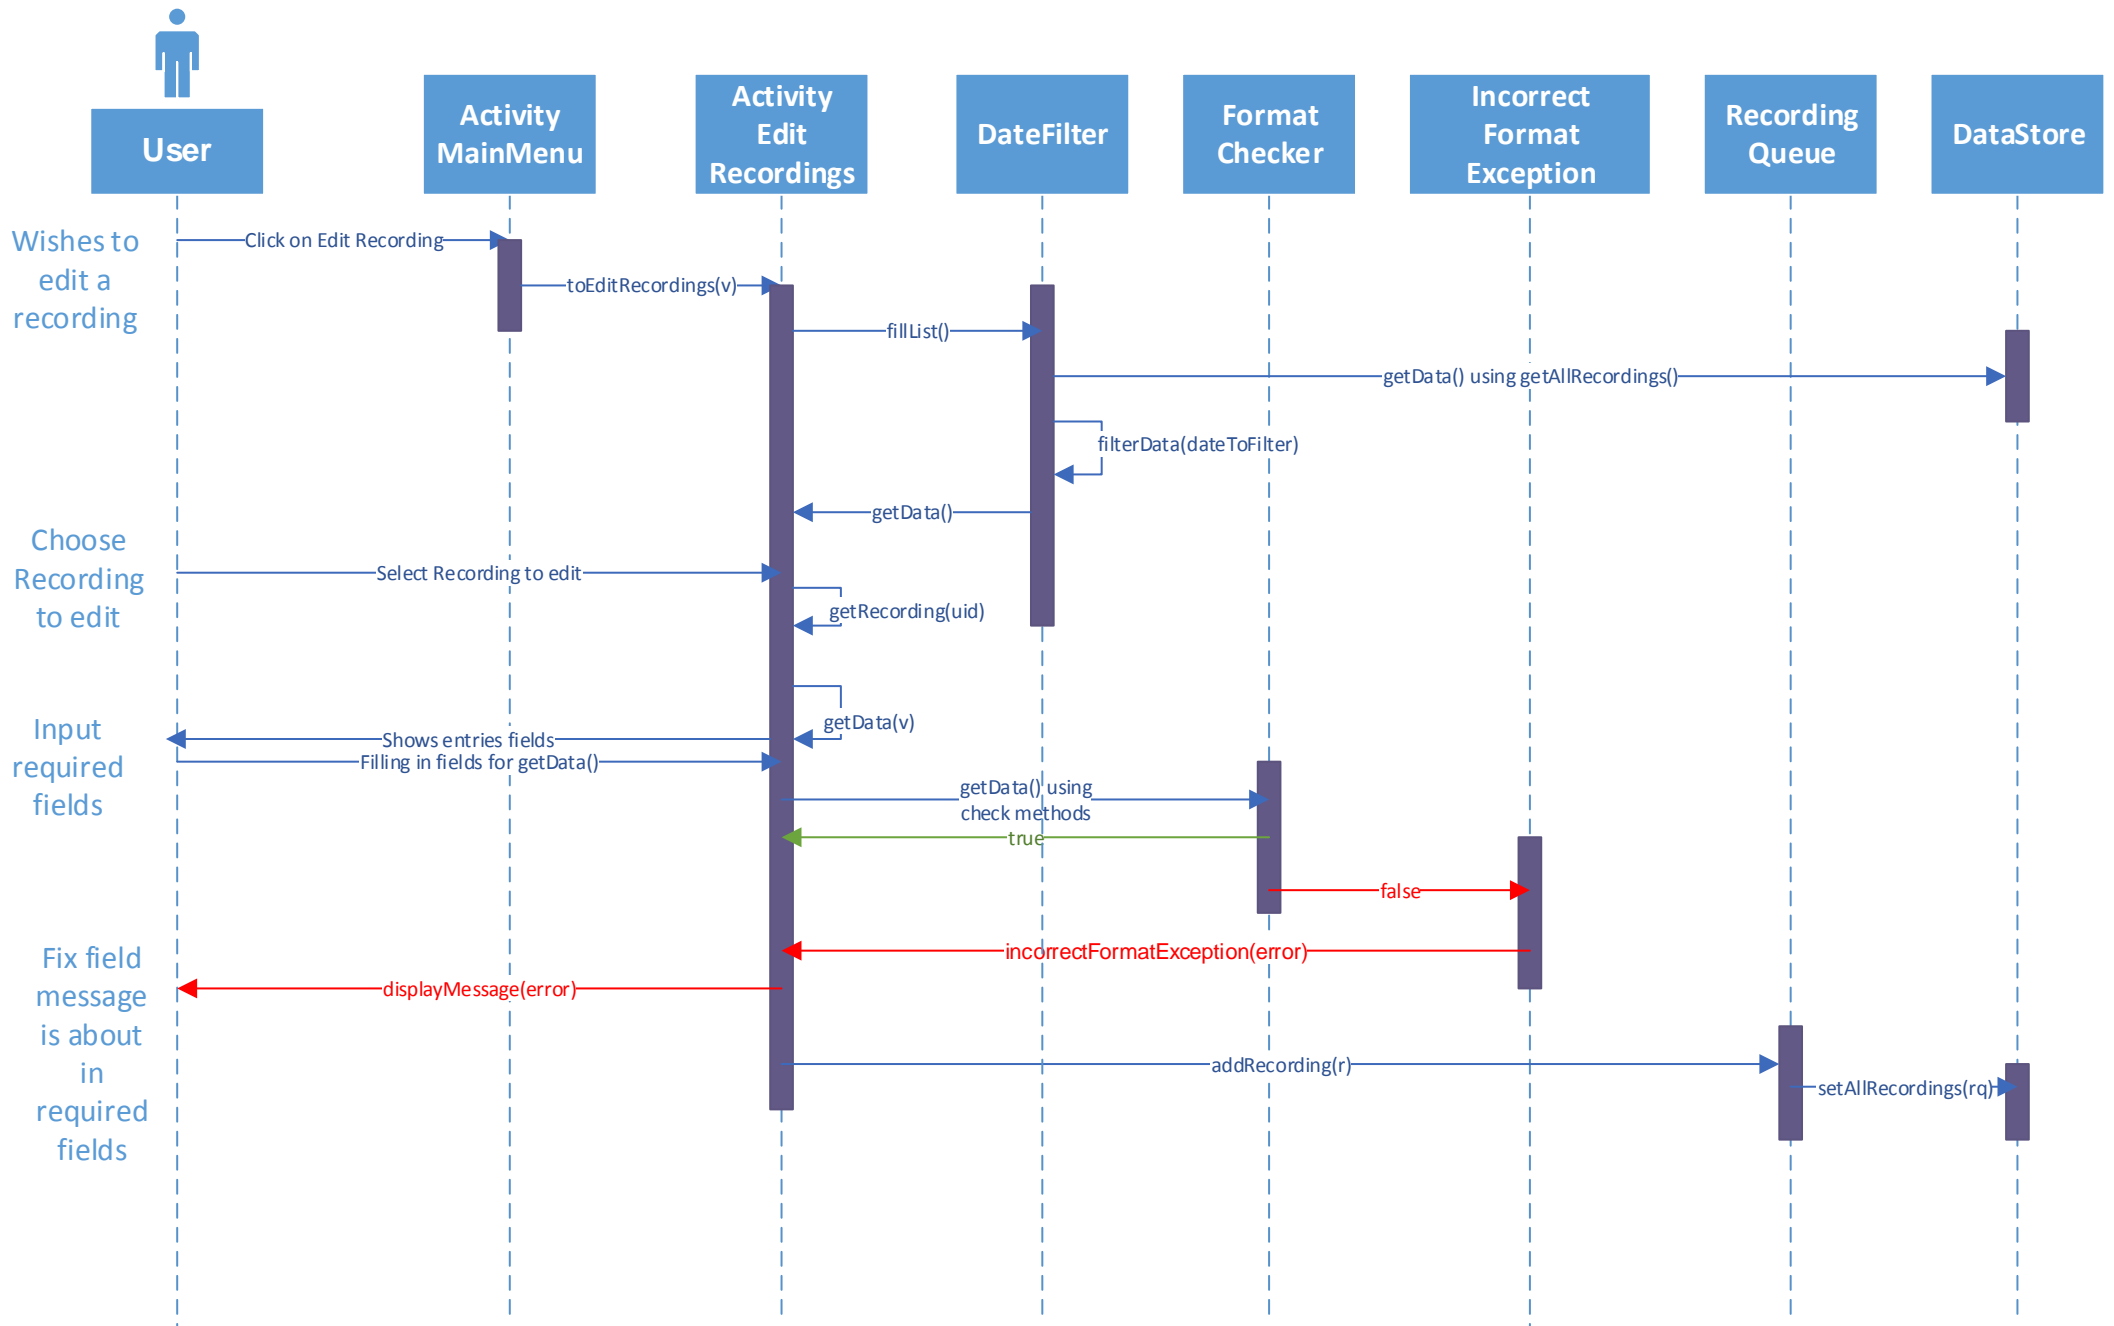 User
Activity
MainMenu
Activity
Edit
Recordings
DateFilter
Format
Checker
Incorrect
Format
Exception
Recording
Queue
DataStore
Wishes to
edit a
recording
Click on Edit Recording
toEditRecordings(v)
fillList()
getData() using getAllRecordings()
filterData(dateToFilter)
getData()
Choose
Recording
to edit
Select Recording to edit
getRecording(uid)
getData(v)
Input
required
fields
Shows entries fields
Filling in fields for getData()
getData() using
check methods
true
false
incorrectFormatException(error)
Fix field
message
is about
in
required
fields
displayMessage(error)
addRecording(r)
setAllRecordings(rq)